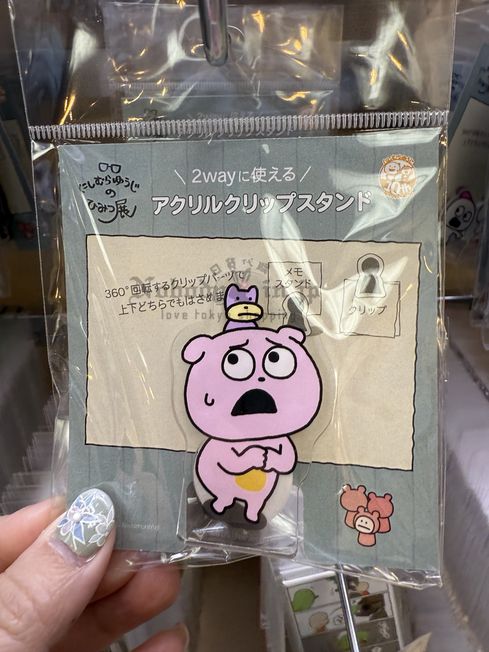 にしむらゆうじ
の
ひみつ展
\ 2wayに使える /
アクリルクリップスタンド
360°回転するクリップパーツで
上下どちらでもはさめま
メモ
スタンド
クリップ
love tokyo shopping